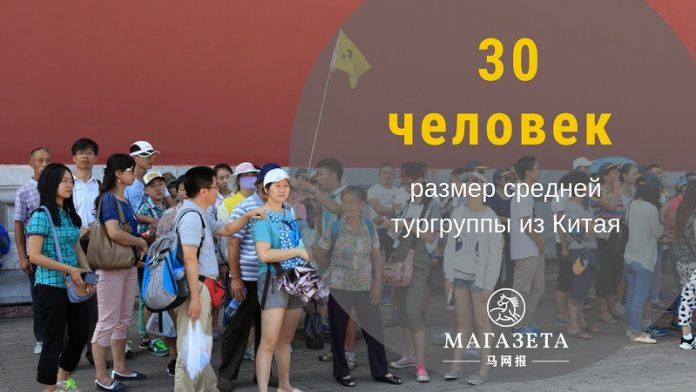 30
человек
размер средней
тургруппы из Китая
МАГАЗЕТА
马网报